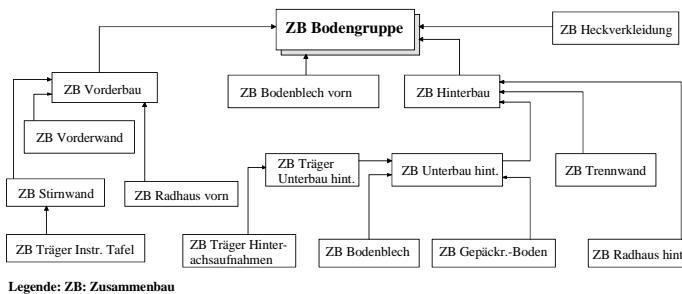 ZB Bodengruppe
ZB Heckverkleidung
ZB Vorderbau
ZB Bodenblech vorn
ZB Hinterbau
ZB Vorderwand
ZB Träger
Unterbau hint.
ZB Unterbau hint.
ZB Trennwand
ZB Stirnwand
ZB Radhaus vorn
ZB Träger Instr. Tafel
ZB Träger Hinter-
achsaufnahmen
ZB Bodenblech
ZB Gepäckr.-Boden
ZB Radhaus hint
Legende: ZB: Zusammenbau